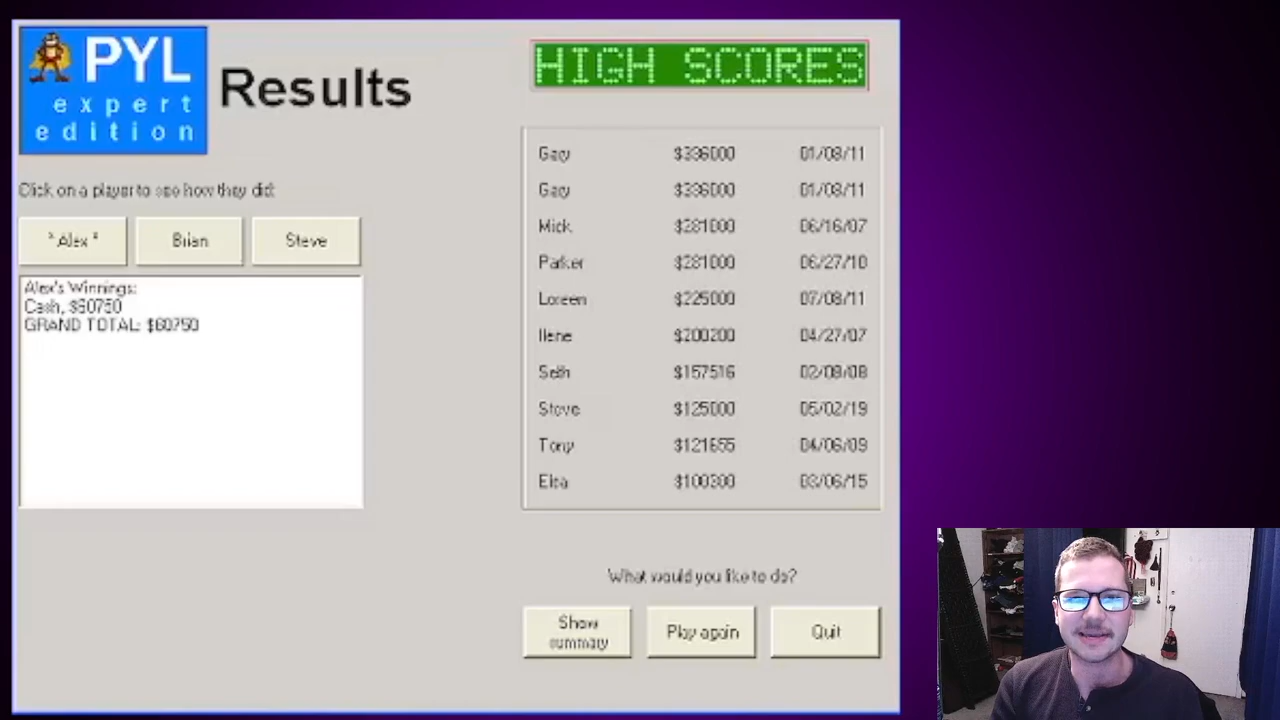 PYL
expert
edition
Results
HIGH SCORES
Click on a player to see how they did:
* Alex *
Brian
Steve
Alex's Winnings:
Cash, $60750
GRAND TOTAL: $60750
Gary $336000 01/08/11
Gary $336000 01/08/11
Mick $281000 06/16/07
Parker $281000 06/27/10
Loreen $225000 07/08/11
Ilene $200200 04/27/07
Seth $157516 02/08/08
Steve $125000 05/02/19
Tony $121655 04/06/09
$100300 03/06/15
What would you like to do?
Show
summary
Play again
Quit